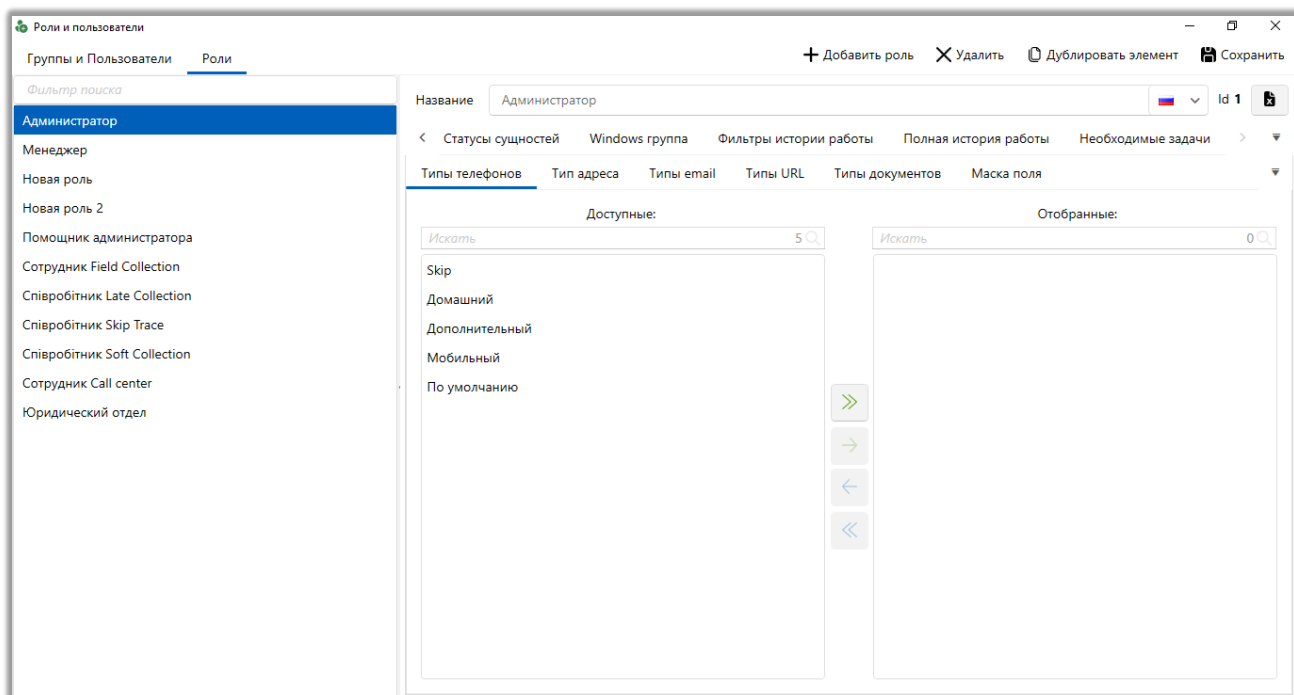 Роли и пользователи
Группы и Пользователи Роли
Добавить роль Удалить Дублировать элемент Сохранить
Фильтр поиска
Администратор
Менеджер
Новая роль
Новая роль 2
Помощник администратора
Сотрудник Field Collection
Співробітник Late Collection
Співробітник Skip Trace
Співробітник Soft Collection
Сотрудник Call center
Юридический отдел
Название Администратор Id 1
Статусы сущностей Windows группа Фильтры истории работы Полная история работы Необходимые задачи
Типы телефонов Тип адреса Типы email Типы URL Типы документов Маска поля
Доступные:
Искать 5
Skip
Домашний
Дополнительный
Мобильный
По умолчанию
Отобранные:
Искать 0